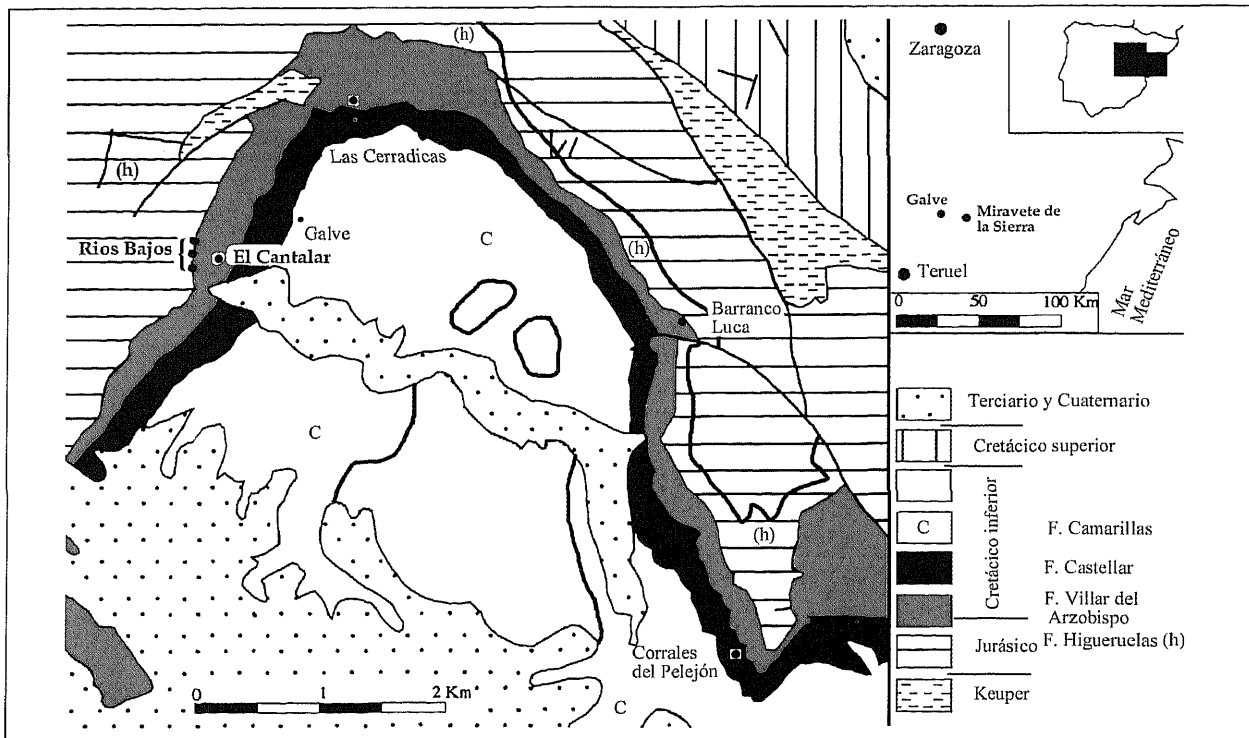 (h)
Las Cerradicas
(h)
Galve
C
Rios Bajos
El Cantalar
(h)
Barranco
Luca
C
(h)
Corrales
del Pelejón
0
1
2 Km
C
Zaragoza
Galve
Miravete de
la Sierra
Teruel
0
50
100 Km
Mar
Mediterráneo
Terciario y Cuaternario
Cretácico superior
Cretácico inferior
C
F. Camarillas
F. Castellar
F. Villar del
Arzobispo
Jurásico F. Higueruelas (h)
Keuper